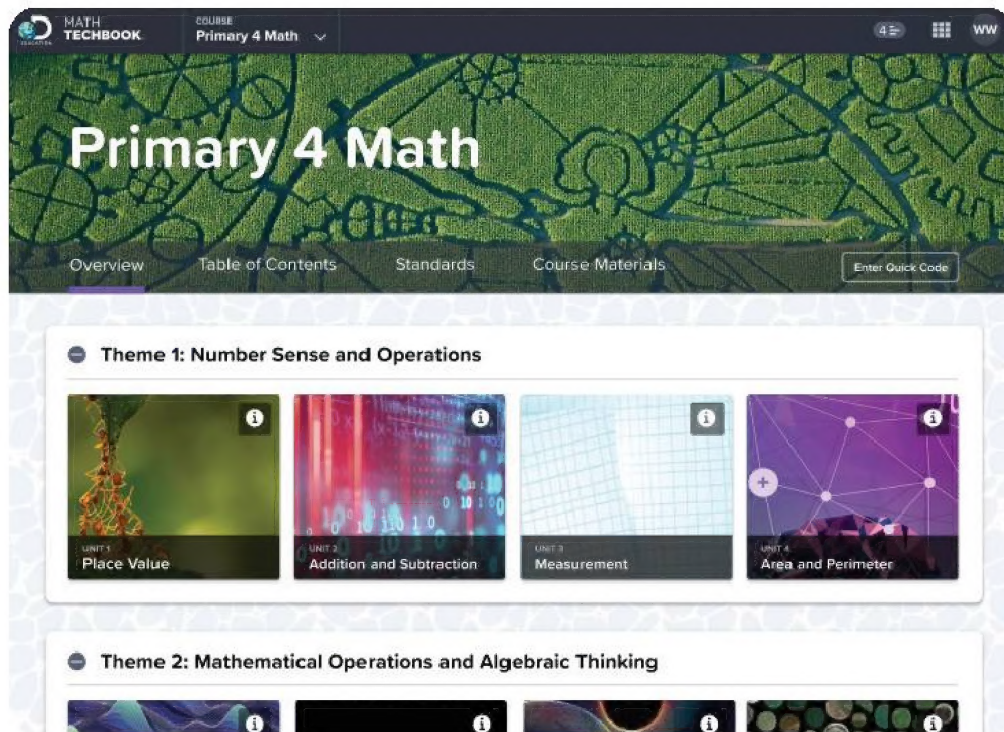 MATH
TECHBOOK
EDUCATION
COURSE
Primary 4 Math
4
WW
Primary 4 Math
Overview
Table of Contents
Standards
Course Materials
Enter Quick Code
Theme 1: Number Sense and Operations
UNIT 1
Place Value
UNIT 2
Addition and Subtraction
UNIT 3
Measurement
UNIT 4
Area and Perimeter
Theme 2: Mathematical Operations and Algebraic Thinking